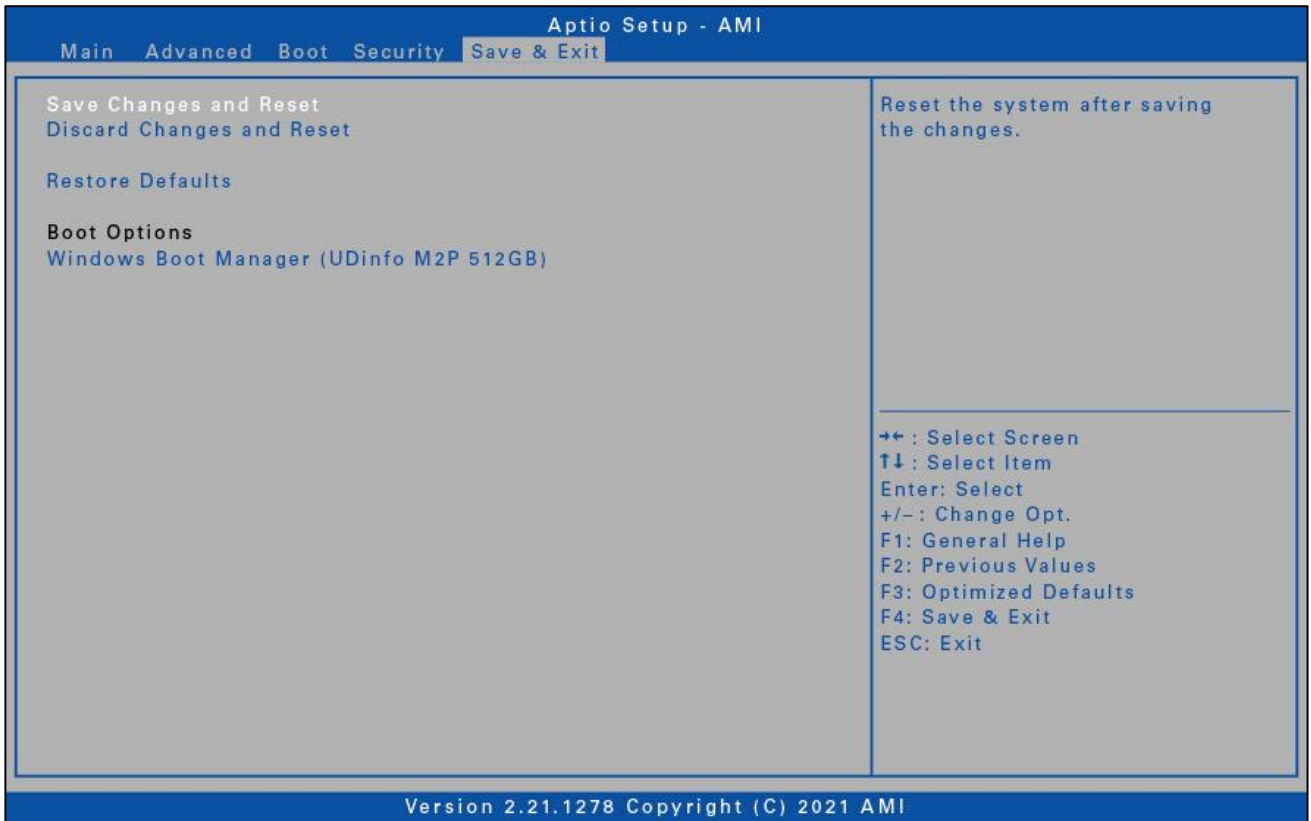 Aptio Setup - AMI
Main Advanced Boot Security Save & Exit
Save Changes and Reset
Discard Changes and Reset
Restore Defaults
Boot Options
Windows Boot Manager (UDinfo M2P 512GB)
Reset the system after saving
the changes.
→← : Select Screen
↑↓ : Select Item
Enter: Select
+/– : Change Opt.
F1: General Help
F2: Previous Values
F3: Optimized Defaults
F4: Save & Exit
ESC: Exit
Version 2.21.1278 Copyright (C) 2021 AMI